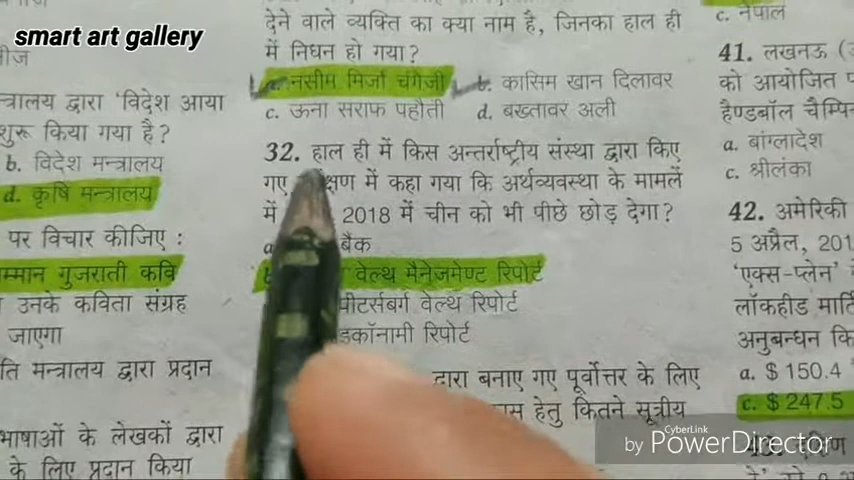 smart art gallery
न्त्रालय द्वारा 'विदेश आया
शुरू किया गया है?
b. विदेश मन्त्रालय
d. कृषि मन्त्रालय
पर विचार कीजिए :
म्मान गुजराती कवि
उनके कविता संग्रह
जाएगा
ति मन्त्रालय द्वारा प्रदान
भाषाओं के लेखकों द्वारा
के लिए प्रदान किया
देने वाले व्यक्ति का क्या नाम है, जिनका हाल ही
में निधन हो गया?
नसीम मिर्जा चंगेजी b. कासिम खान दिलावर
c. ऊना सराफ पहौती d. बख्तावर अली
32. हाल ही में किस अन्तर्राष्ट्रीय संस्था द्वारा किए
गए क्षण में कहा गया कि अर्थव्यवस्था के मामलें
में 2018 में चीन को भी पीछे छोड़ देगा?
a बैंक
वेल्थ मैनेजमेण्ट रिपोर्ट
पीटर्सबर्ग वेल्थ रिपोर्ट
डकॉनामी रिपोर्ट
द्वारा बनाए गए पूर्वोत्तर के लिए
हेतु कितने सूत्रीय
c. नेपाल
41. लखनऊ
को आयोजित
हैण्डबॉल चैम्पि
a. बांग्लादेश
c. श्रीलंका
42. अमेरिकी
5 अप्रैल, 201
'एक्स-प्लेन'
लॉकहीड मार्टि
अनुबन्धन कि
a. $ 150.4
c. $ 247.5
CyberLink
by PowerDirector